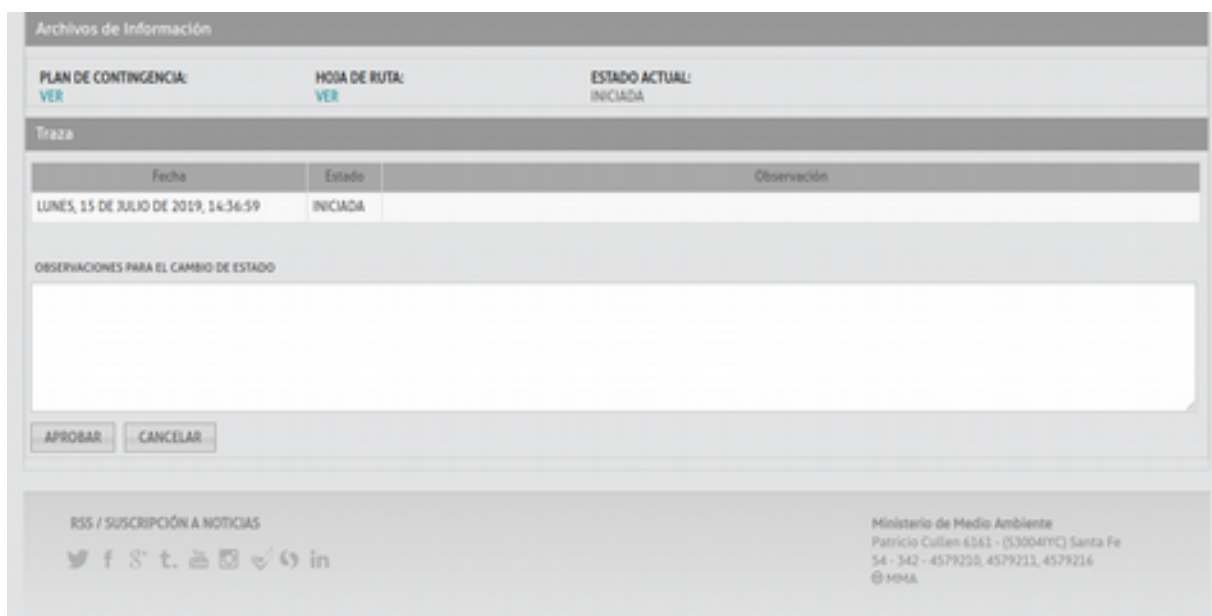 Archivos de Información
PLAN DE CONTINGENCIA: HOJA DE RUTA: ESTADO ACTUAL:
VER VER INICIADA
Traza
Fecha Estado Observación
LUNES, 15 DE JULIO DE 2019, 14:36:59 INICIADA
OBSERVACIONES PARA EL CAMBIO DE ESTADO
APROBAR CANCELAR
RSS / SUSCRIPCIÓN A NOTICIAS
Ministerio de Medio Ambiente
Patricio Cullen 6161 - (S3004IYC) Santa Fe
54 - 342 - 4579210, 4579211, 4579216
MMA